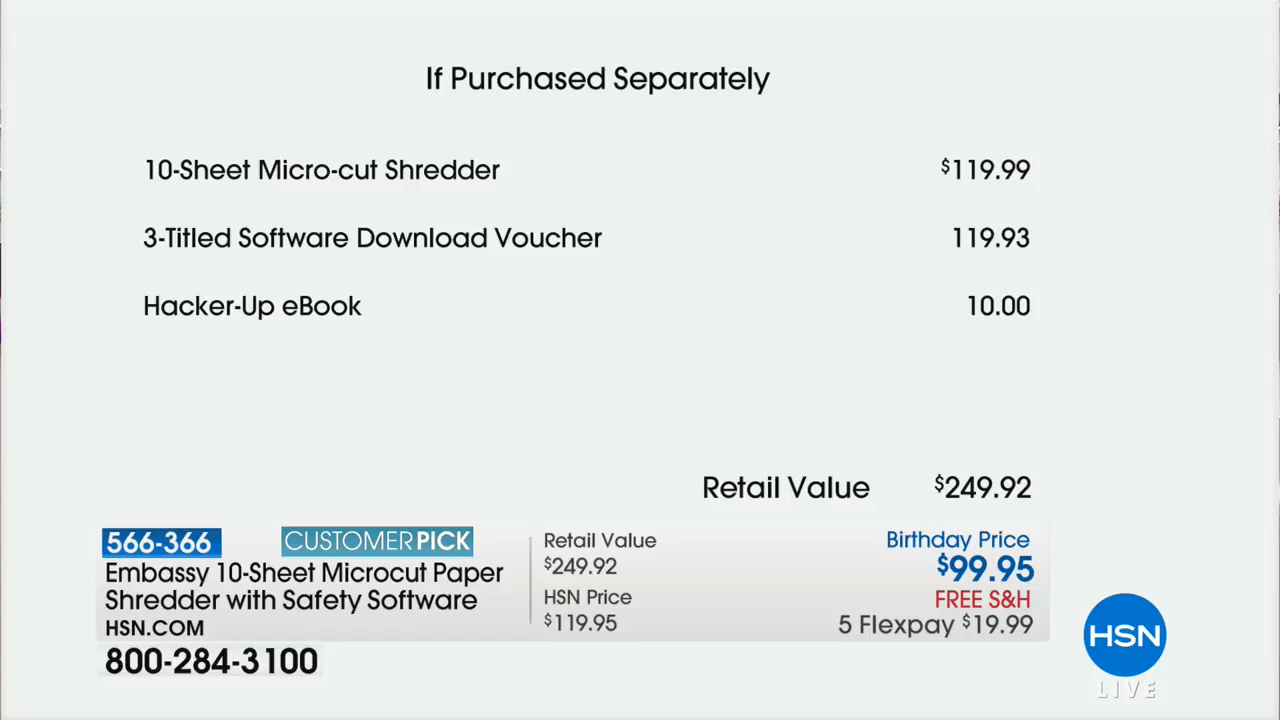 If Purchased Separately
10-Sheet Micro-cut Shredder $119.99
3-Titled Software Download Voucher 119.93
Hacker-Up eBook 10.00
Retail Value $249.92
566-366 CUSTOMER PICK
Embassy 10-Sheet Microcut Paper
Shredder with Safety Software
HSN.COM
800-284-3100
Retail Value
$249.92
HSN Price
$119.95
Birthday Price
$99.95
FREE S&H
5 Flexpay $19.99
HSN
LIVE